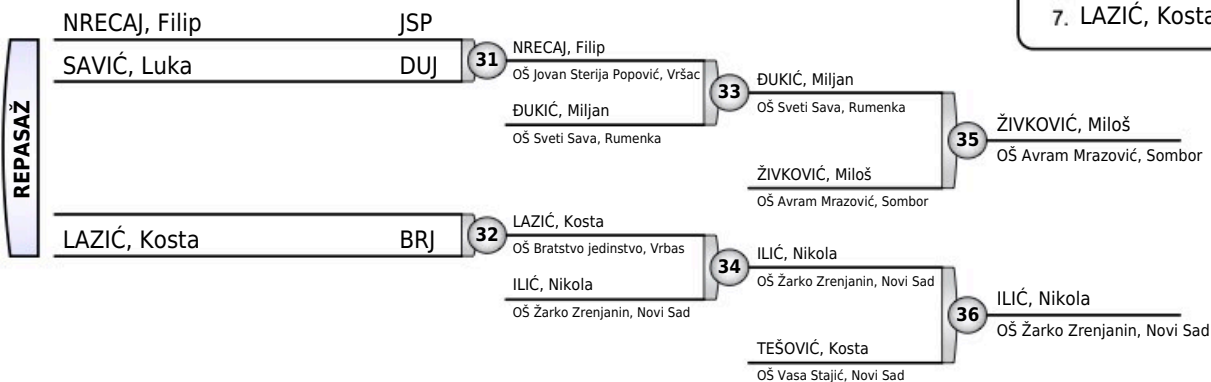 7. LAZIĆ, Kosta
REPASAŽ
NRECAJ, Filip JSP
SAVIĆ, Luka DUJ
31
NRECAJ, Filip
OŠ Jovan Sterija Popović, Vršac
ĐUKIĆ, Miljan
OŠ Sveti Sava, Rumenka
33
ĐUKIĆ, Miljan
OŠ Sveti Sava, Rumenka
ŽIVKOVIĆ, Miloš
OŠ Avram Mrazović, Sombor
35
ŽIVKOVIĆ, Miloš
OŠ Avram Mrazović, Sombor
LAZIĆ, Kosta BRJ
32
LAZIĆ, Kosta
OŠ Bratstvo jedinstvo, Vrbas
ILIĆ, Nikola
OŠ Žarko Zrenjanin, Novi Sad
34
ILIĆ, Nikola
OŠ Žarko Zrenjanin, Novi Sad
TEŠOVIĆ, Kosta
OŠ Vasa Stajić, Novi Sad
36
ILIĆ, Nikola
OŠ Žarko Zrenjanin, Novi Sad